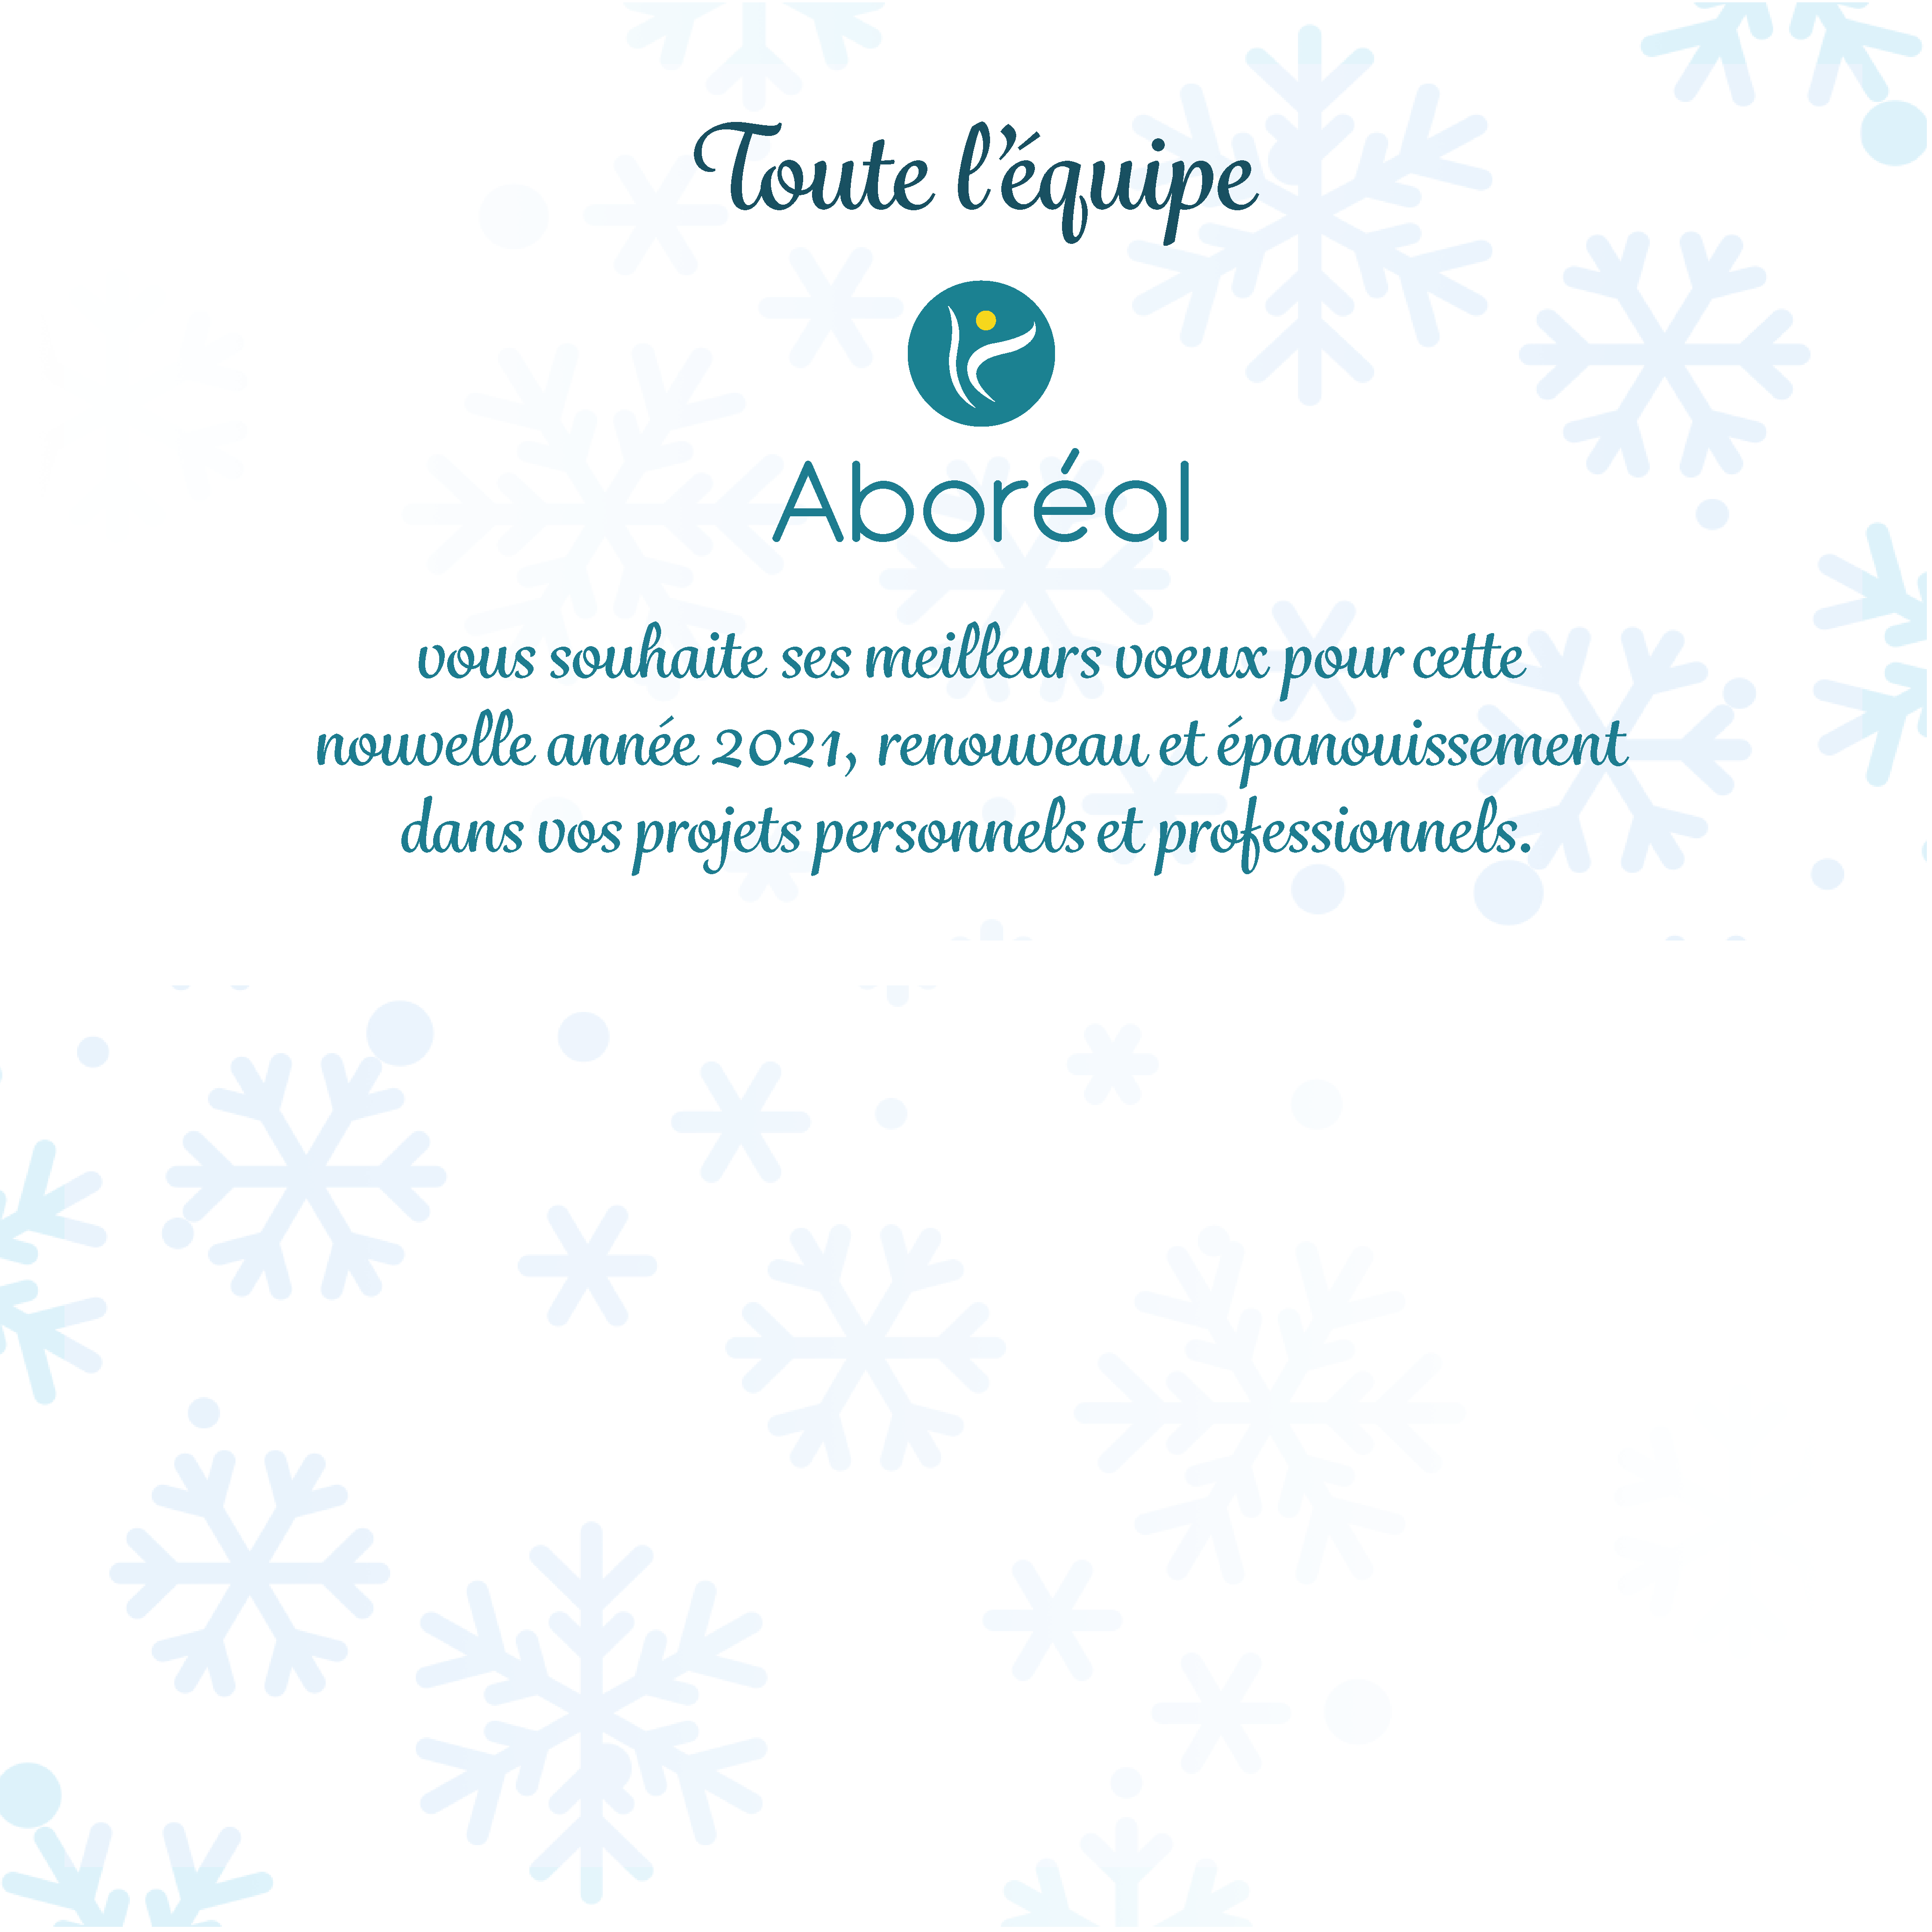 Toute l'équipe
Aboréal
vous souhaite ses meilleurs voeux pour cette
nouvelle année 2021, renouveau et épanouissement
dans vos projets personnels et professionnels.